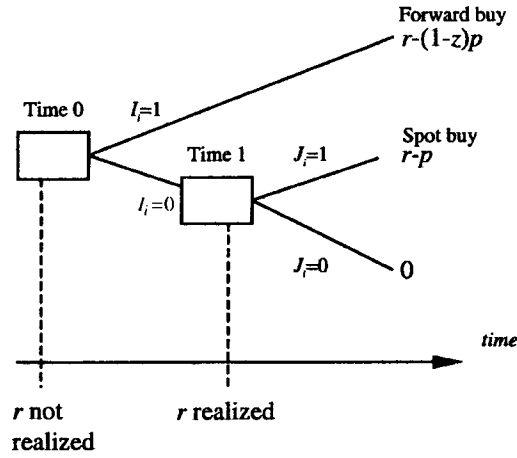 Forward buy
r-(1-z)p
Time 0
I_i=1
Spot buy
r-p
Time 1
J_i=1
I_i=0
J_i=0
0
time
r not
realized
r realized